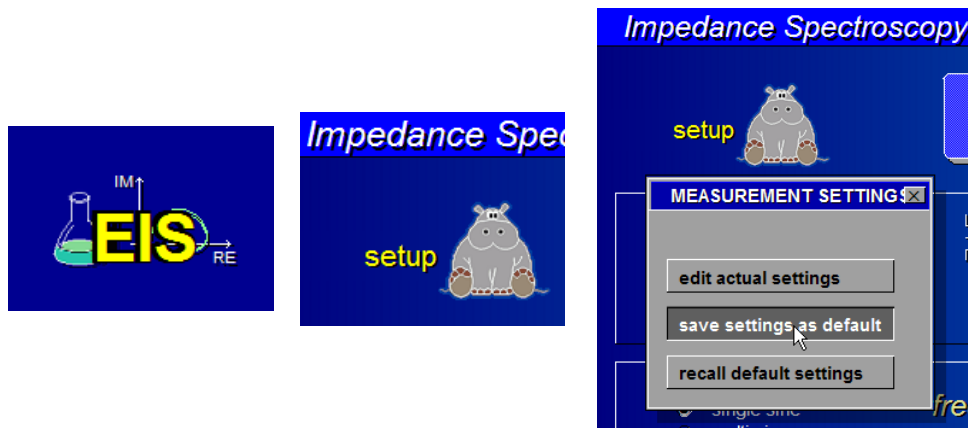 IM
EIS
RE
Impedance Spec
setup
Impedance Spectroscopy
setup
MEASUREMENT SETTINGS
edit actual settings
save settings as default
recall default settings
single sine
fre